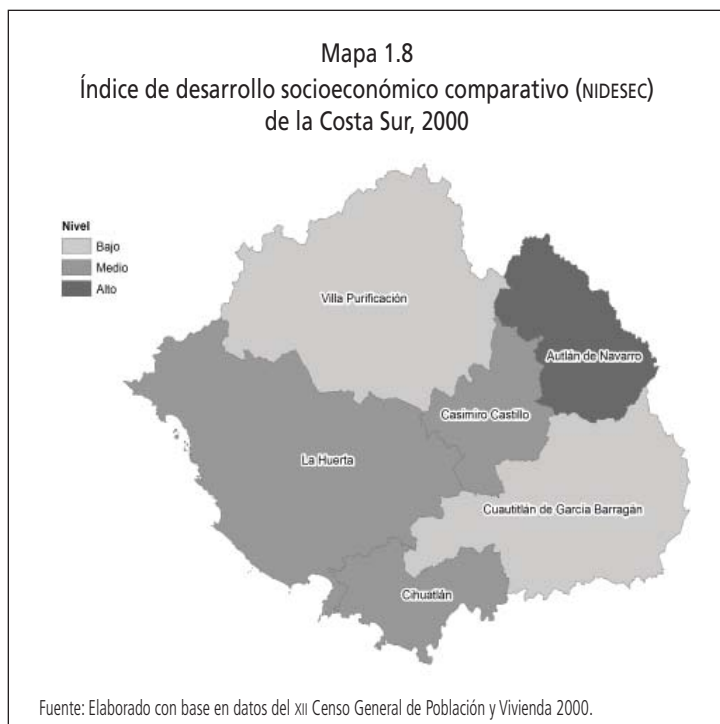 Mapa 1.8
Índice de desarrollo socioeconómico comparativo (NIDESEC)
de la Costa Sur, 2000
Nivel
Bajo
Medio
Alto
Villa Purificación
Autlán de Navarro
Casimiro Castillo
La Huerta
Cuautitlán de García Barragán
Cihuatlán
Fuente: Elaborado con base en datos del XII Censo General de Población y Vivienda 2000.